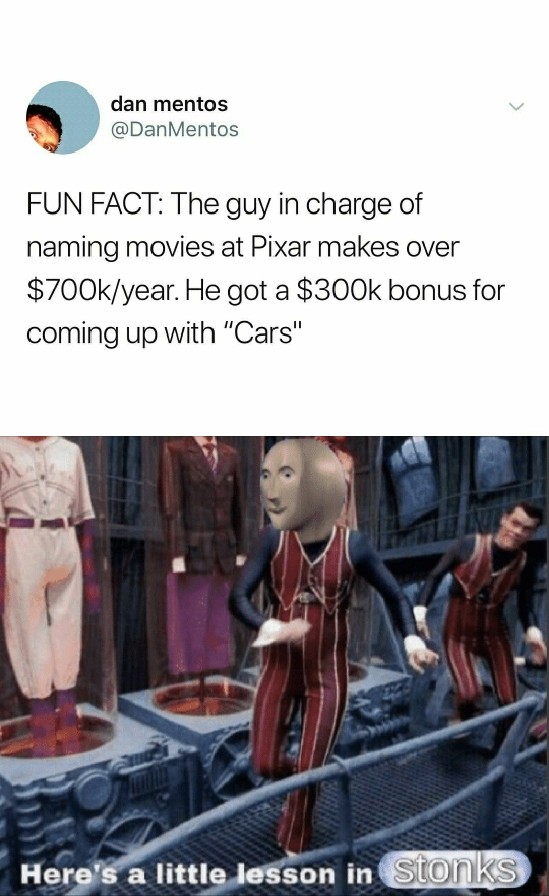 dan mentos
@DanMentos
FUN FACT: The guy in charge of
naming movies at Pixar makes over
$700k/year. He got a $300k bonus for
coming up with "Cars"
Here's a little lesson in stonks